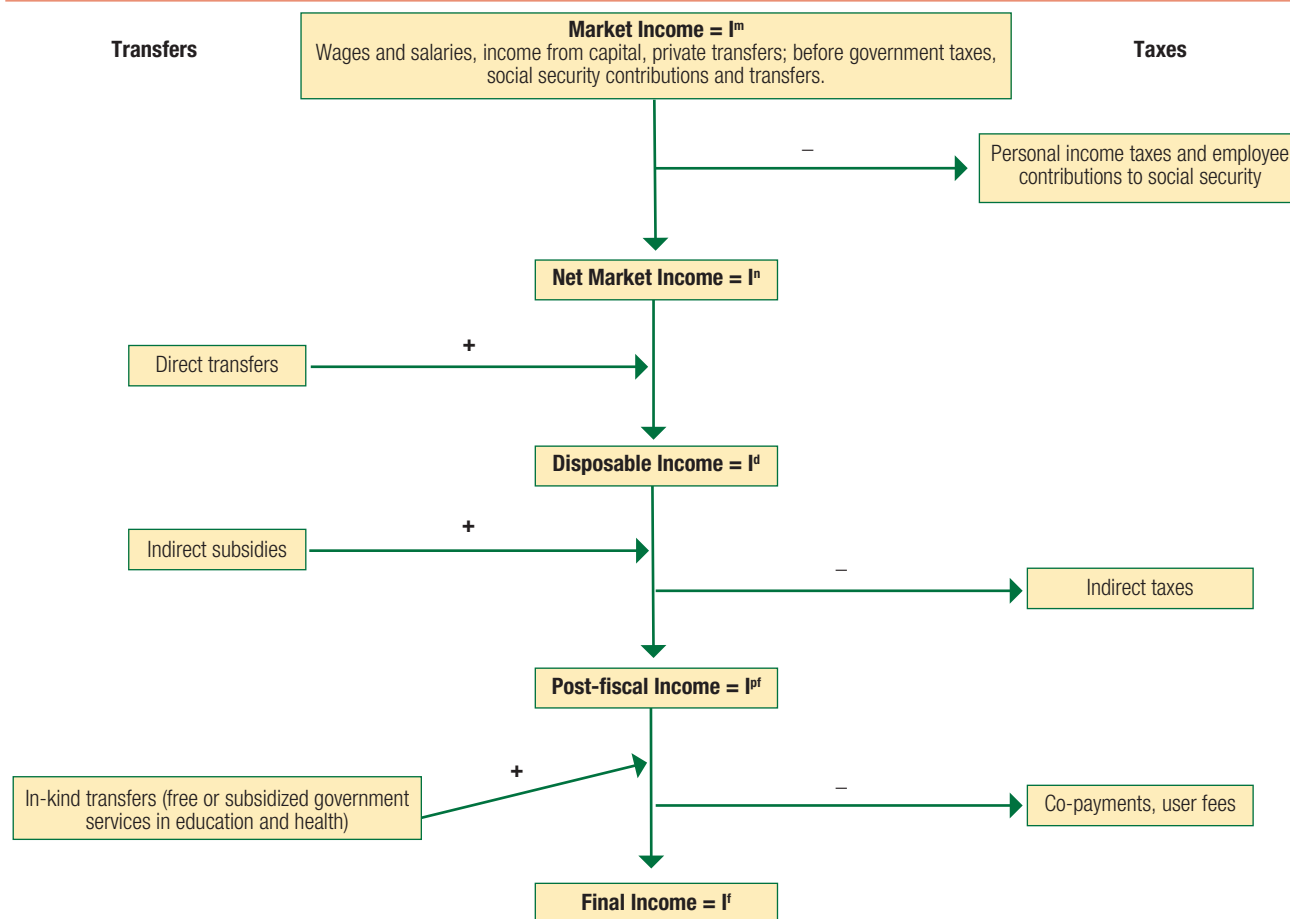 Transfers
Market Income = Iᵐ
Wages and salaries, income from capital, private transfers; before government taxes,
social security contributions and transfers.
Taxes
–
Personal income taxes and employee
contributions to social security
Net Market Income = Iⁿ
+
Direct transfers
Disposable Income = Iᵈ
+
Indirect subsidies
–
Indirect taxes
Post-fiscal Income = Iᵖᶠ
+
In-kind transfers (free or subsidized government
services in education and health)
–
Co-payments, user fees
Final Income = Iᶠ